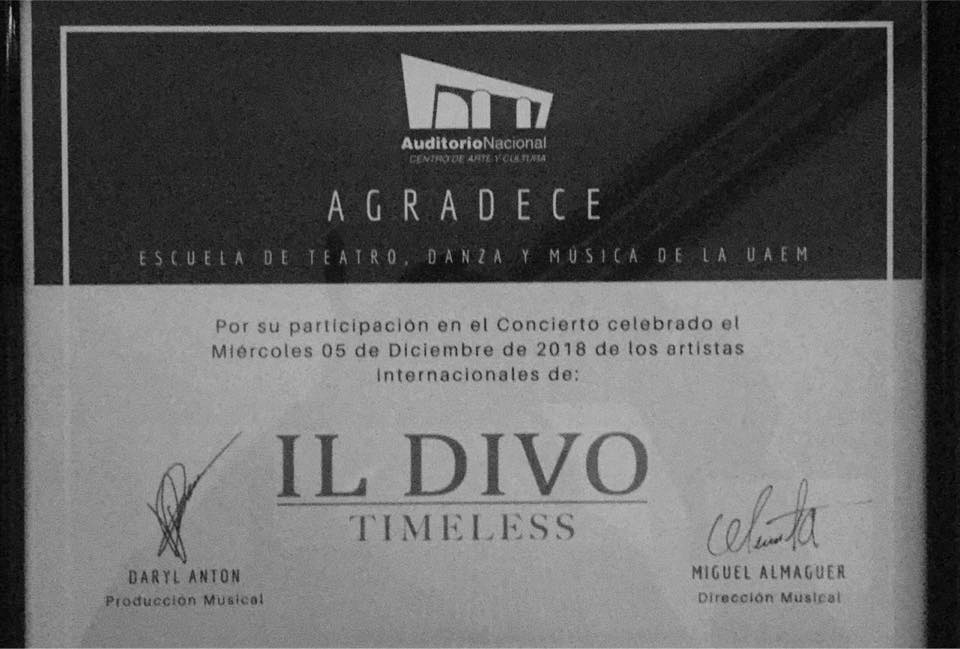 AuditorioNacional
CENTRO DE ARTE Y CULTURA
AGRADECE
ESCUELA DE TEATRO, DANZA Y MÚSICA DE LA UAEM
Por su participación en el Concierto celebrado el
Miércoles 05 de Diciembre de 2018 de los artistas
Internacionales de:
IL DIVO
TIMELESS
DARYL ANTON
Producción Musical
MIGUEL ALMAGUER
Dirección Musical